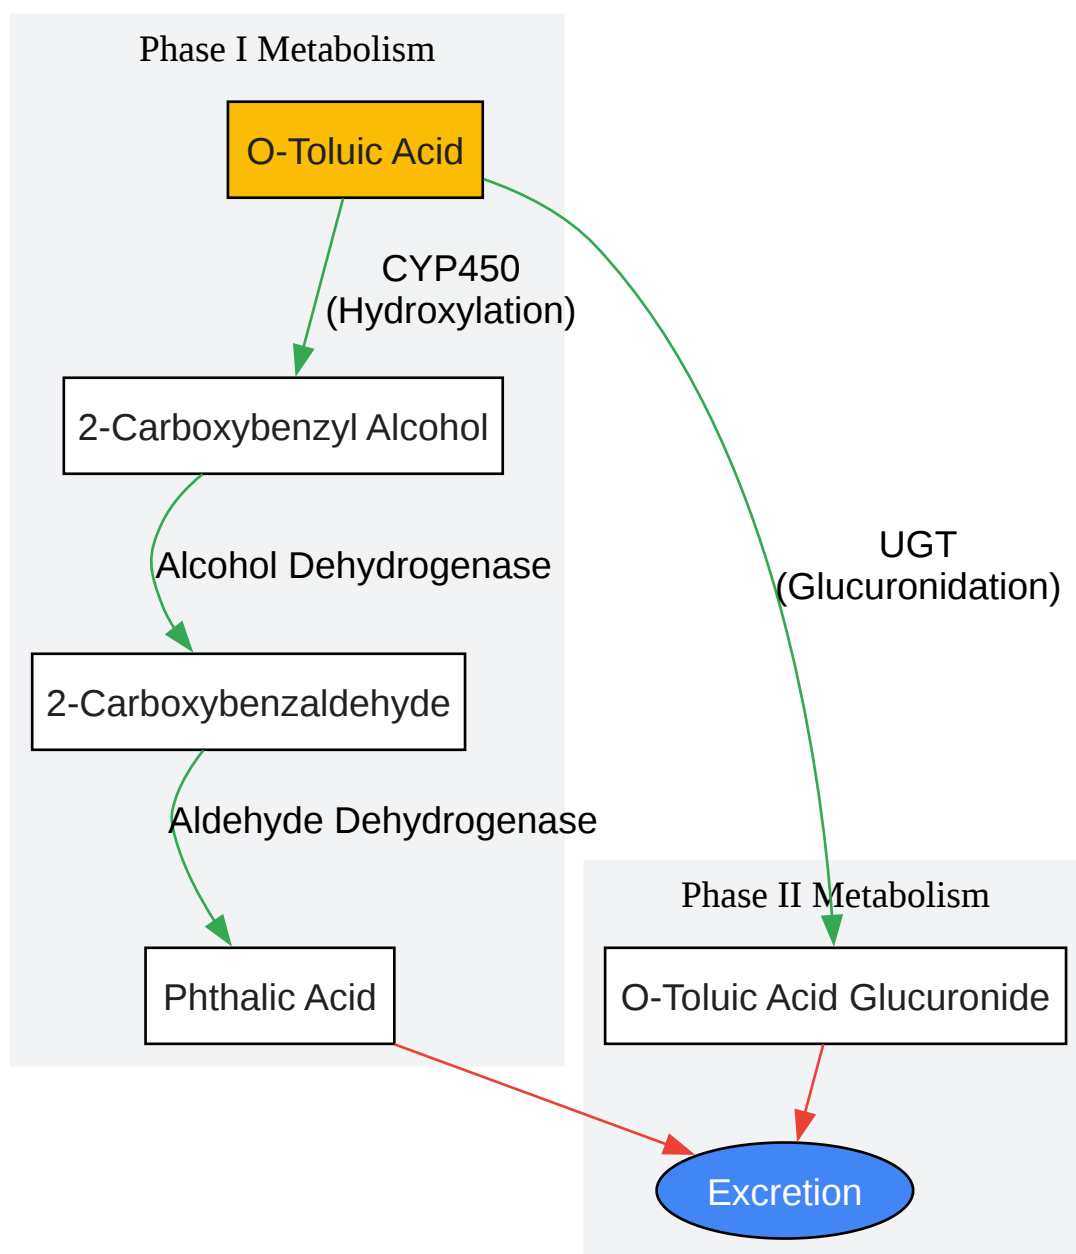 Phase I Metabolism
O-Toluic Acid
CYP450
(Hydroxylation)
2-Carboxybenzyl Alcohol
UGT
(Glucuronidation)
Alcohol Dehydrogenase
2-Carboxybenzaldehyde
Aldehyde Dehydrogenase
Phase II Metabolism
Phthalic Acid
O-Toluic Acid Glucuronide
Excretion